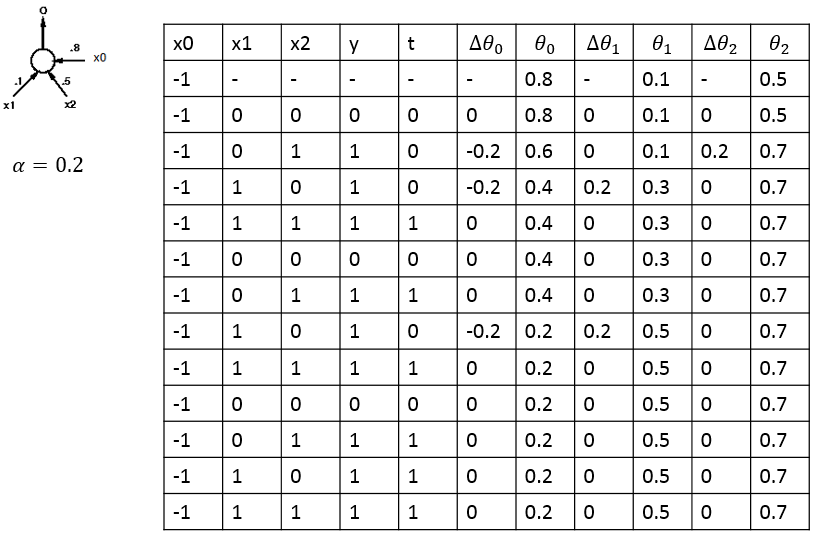 o
.8
x0
.1
.5
x1
x2
α = 0.2
x0 x1 x2 y t Δθ₀ θ₀ Δθ₁ θ₁ Δθ₂ θ₂
-1 - - - - - 0.8 - 0.1 - 0.5
-1 0 0 0 0 0 0.8 0 0.1 0 0.5
-1 0 1 1 0 -0.2 0.6 0 0.1 0.2 0.7
-1 1 0 1 0 -0.2 0.4 0.2 0.3 0 0.7
-1 1 1 1 1 0 0.4 0 0.3 0 0.7
-1 0 0 0 0 0 0.4 0 0.3 0 0.7
-1 0 1 1 1 0 0.4 0 0.3 0 0.7
-1 1 0 1 0 -0.2 0.2 0.2 0.5 0 0.7
-1 1 1 1 1 0 0.2 0 0.5 0 0.7
-1 0 0 0 0 0 0.2 0 0.5 0 0.7
-1 0 1 1 1 0 0.2 0 0.5 0 0.7
-1 1 0 1 1 0 0.2 0 0.5 0 0.7
-1 1 1 1 1 0 0.2 0 0.5 0 0.7